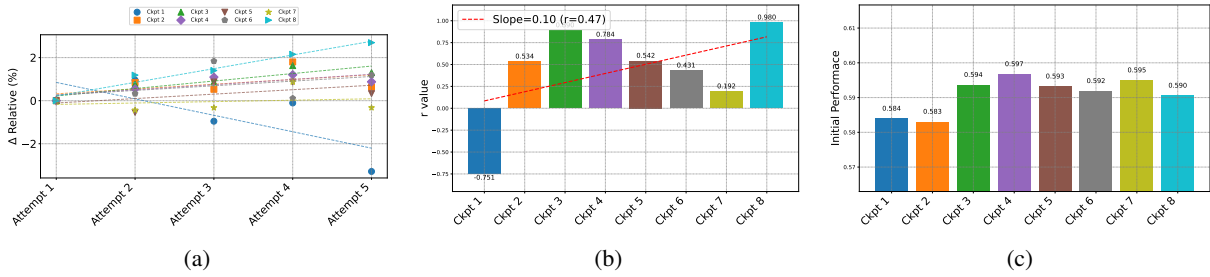 Ckpt 1
Ckpt 3
Ckpt 5
Ckpt 7
Ckpt 2
Ckpt 4
Ckpt 6
Ckpt 8
Δ Relative (%)
2
0
−2
Attempt 1
Attempt 2
Attempt 3
Attempt 4
Attempt 5
(a)
r value
1.00
0.75
0.50
0.25
0.00
−0.25
−0.50
−0.75
Slope=0.10 (r=0.47)
-0.751
0.534
0.784
0.542
0.431
0.192
0.980
Ckpt 1
Ckpt 2
Ckpt 3
Ckpt 4
Ckpt 5
Ckpt 6
Ckpt 7
Ckpt 8
(b)
Initial Performace
0.61
0.60
0.59
0.58
0.57
0.584
0.583
0.594
0.597
0.593
0.592
0.595
0.590
Ckpt 1
Ckpt 2
Ckpt 3
Ckpt 4
Ckpt 5
Ckpt 6
Ckpt 7
Ckpt 8
(c)